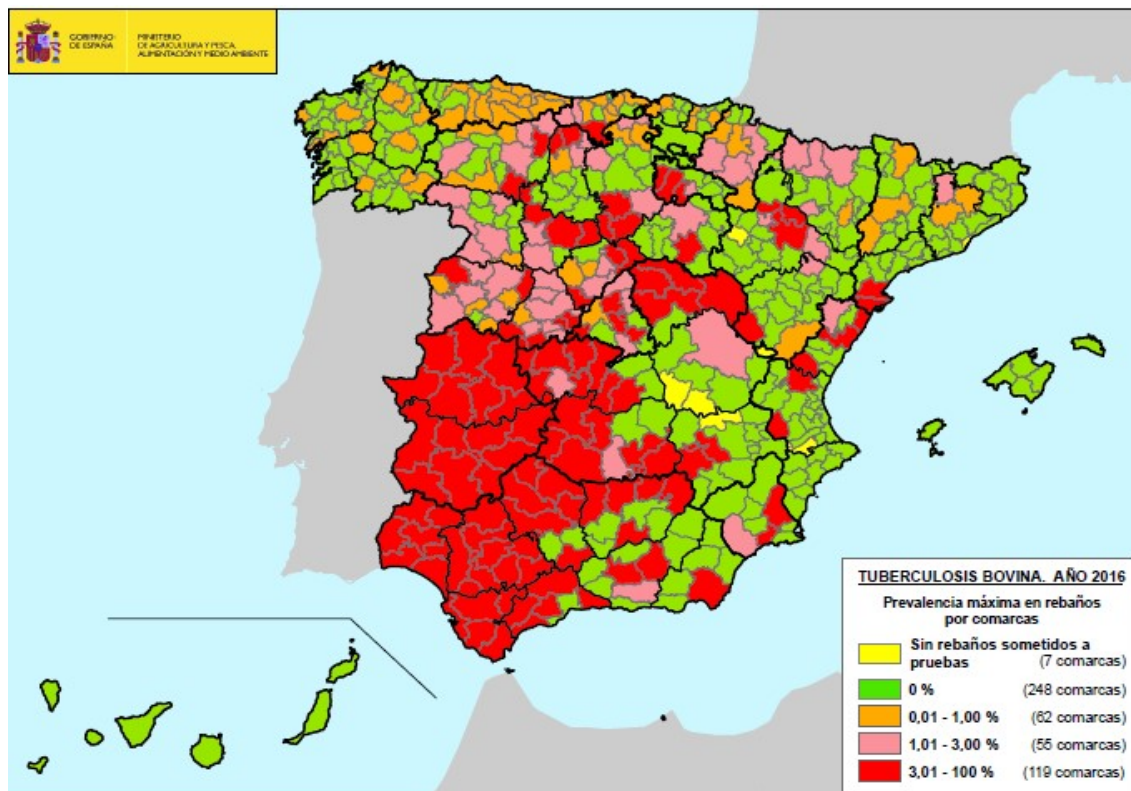 GOBIERNO
DE ESPAÑA
MINISTERIO
DE AGRICULTURA Y PESCA,
ALIMENTACIÓN Y MEDIO AMBIENTE
TUBERCULOSIS BOVINA. AÑO 2016
Prevalencia máxima en rebaños
por comarcas
Sin rebaños sometidos a
pruebas (7 comarcas)
0 % (248 comarcas)
0,01 - 1,00 % (62 comarcas)
1,01 - 3,00 % (55 comarcas)
3,01 - 100 % (119 comarcas)